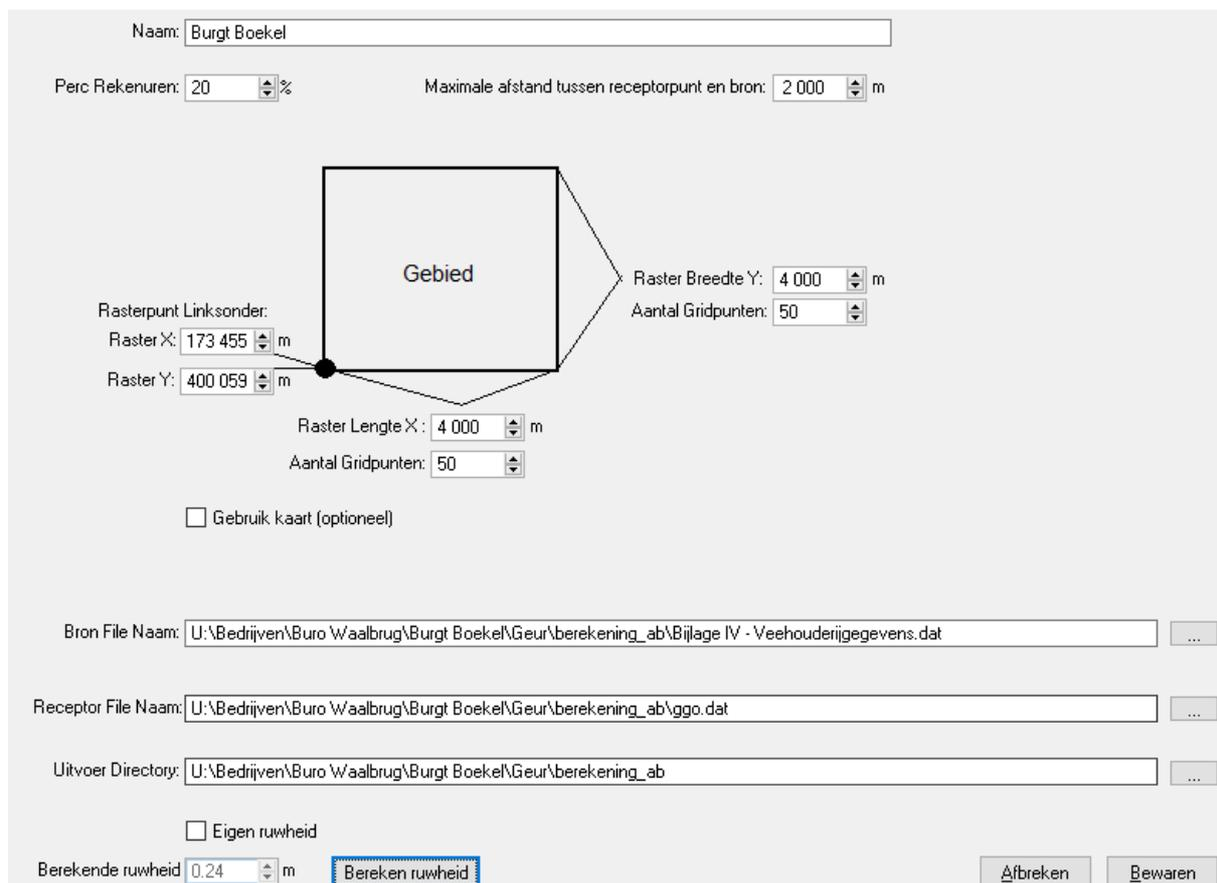 Naam: Burgt Boekel
Perc Rekenuren: 20 % Maximale afstand tussen receptorpunt en bron: 2 000 m
Gebied
Raster Breedte Y: 4 000 m
Aantal Gridpunten: 50
Rasterpunt Linksonder:
Raster X: 173 455 m
Raster Y: 400 059 m
Raster Lengte X : 4 000 m
Aantal Gridpunten: 50
Gebruik kaart (optioneel)
Bron File Naam: U:\Bedrijven\Buro Waalbrug\Burgt Boekel\Geur\berekening_ab\Bijlage IV - Veehouderijgegevens.dat ...
Receptor File Naam: U:\Bedrijven\Buro Waalbrug\Burgt Boekel\Geur\berekening_ab\ggo.dat ...
Uitvoer Directory: U:\Bedrijven\Buro Waalbrug\Burgt Boekel\Geur\berekening_ab ...
Eigen ruwheid
Berekende ruwheid 0.24 m Bereken ruwheid Afbreken Bewaren